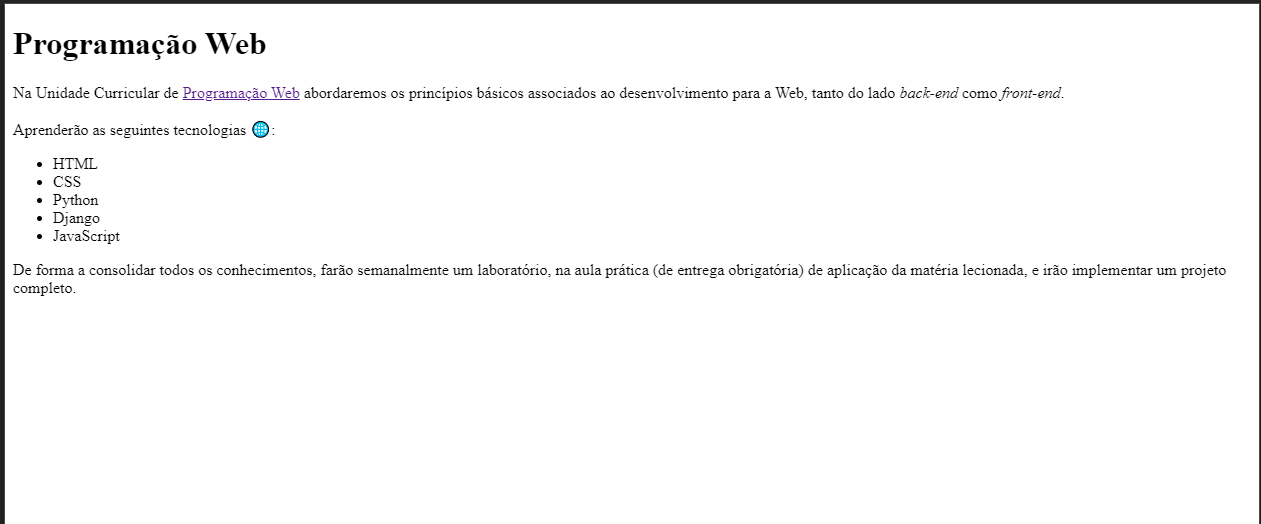 Programação Web
Na Unidade Curricular de Programação Web abordaremos os princípios básicos associados ao desenvolvimento para a Web, tanto do lado back-end como front-end.
Aprenderão as seguintes tecnologias 🌐:
• HTML
• CSS
• Python
• Django
• JavaScript
De forma a consolidar todos os conhecimentos, farão semanalmente um laboratório, na aula prática (de entrega obrigatória) de aplicação da matéria lecionada, e irão implementar um projeto
completo.